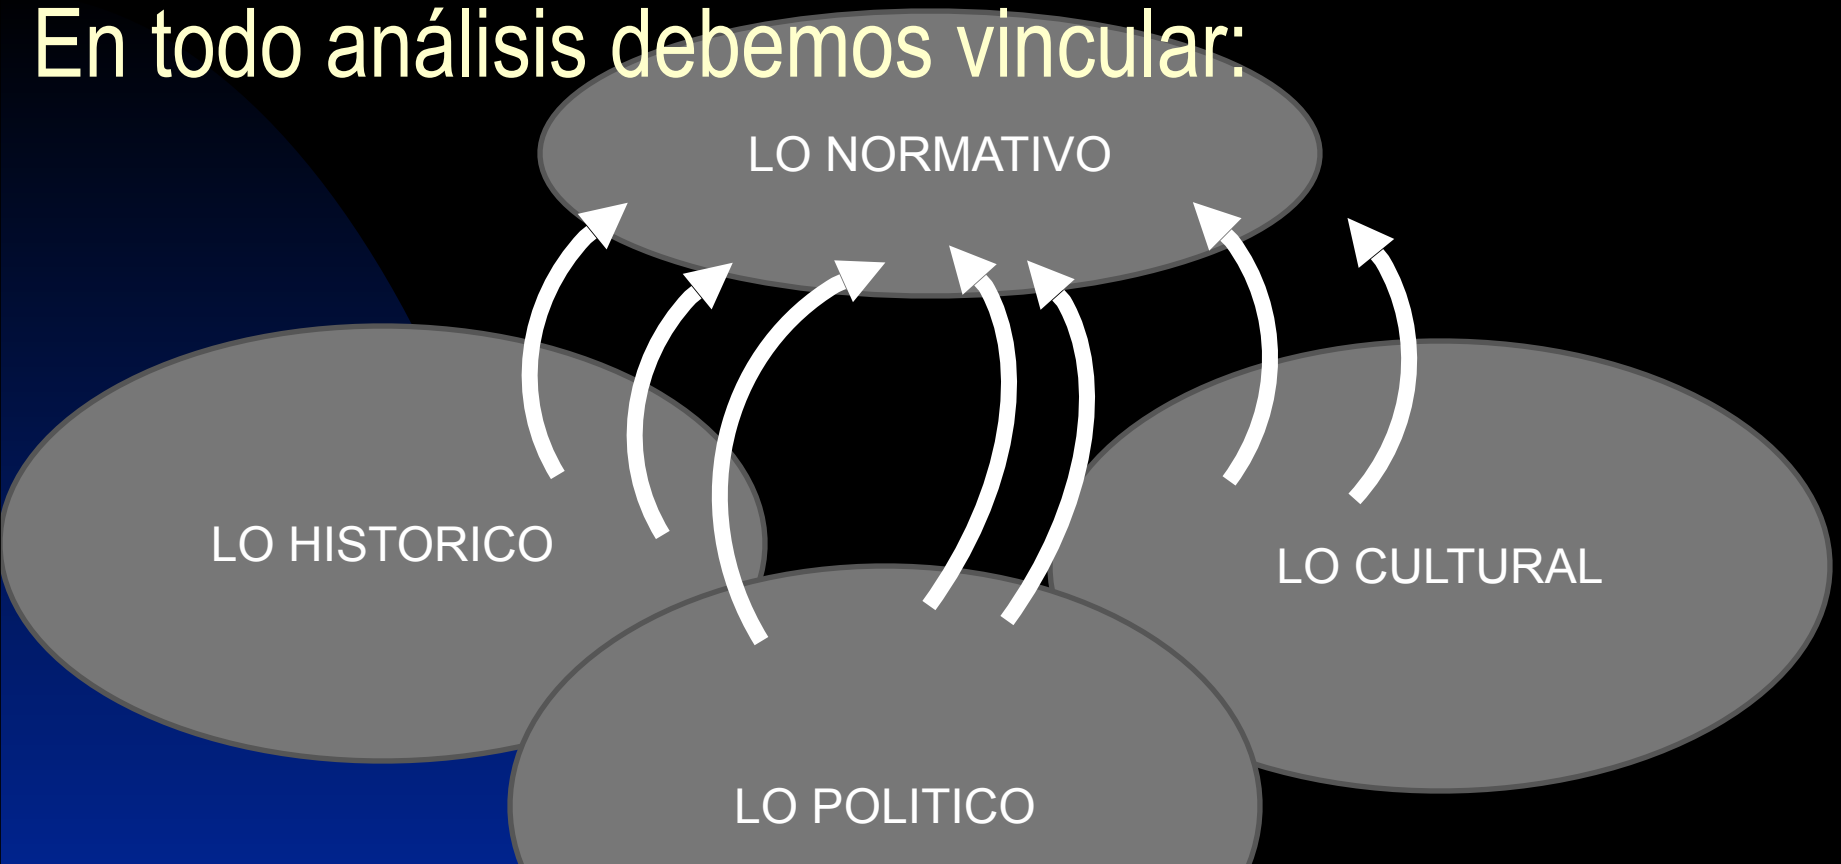 En todo análisis debemos vincular:
LO NORMATIVO
LO HISTORICO
LO CULTURAL
LO POLITICO